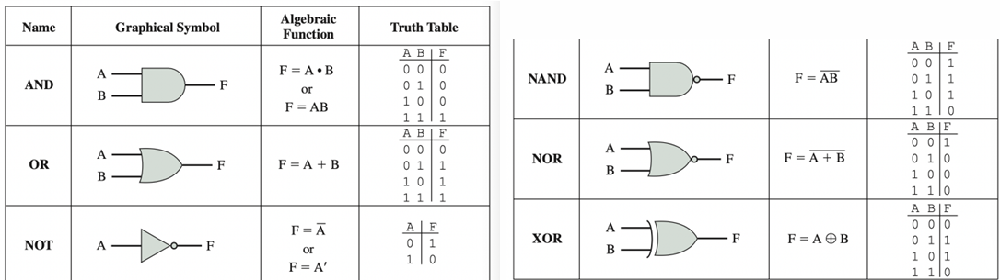 Name Graphical Symbol Algebraic Function Truth Table
AND
A
B
F
F = A • B
or
F = AB
A B F
0 0 0
0 1 0
1 0 0
1 1 1
OR
A
B
F
F = A + B
A B F
0 0 0
0 1 1
1 0 1
1 1 1
NOT
A
F
F = A̅
or
F = A′
A F
0 1
1 0
NAND
A
B
F
F = A̅B̅
A B F
0 0 1
0 1 1
1 0 1
1 1 0
NOR
A
B
F
F = A̅ ̅+̅ ̅B̅
A B F
0 0 1
0 1 0
1 0 0
1 1 0
XOR
A
B
F
F = A ⊕ B
A B F
0 0 0
0 1 1
1 0 1
1 1 0